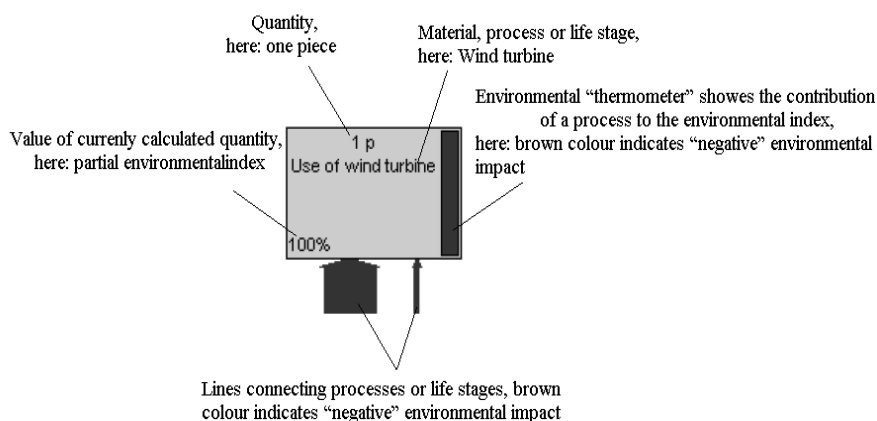 Quantity,
here: one piece
Material, process or life stage,
here: Wind turbine
Environmental “thermometer” showes the contribution
of a process to the environmental index,
here: brown colour indicates “negative” environmental
impact
Value of currenly calculated quantity,
here: partial environmentalindex
1 p
Use of wind turbine
100%
Lines connecting processes or life stages, brown
colour indicates “negative” environmental impact